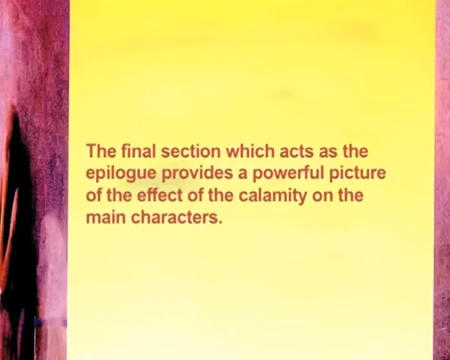 The final section which acts as the
epilogue provides a powerful picture
of the effect of the calamity on the
main characters.